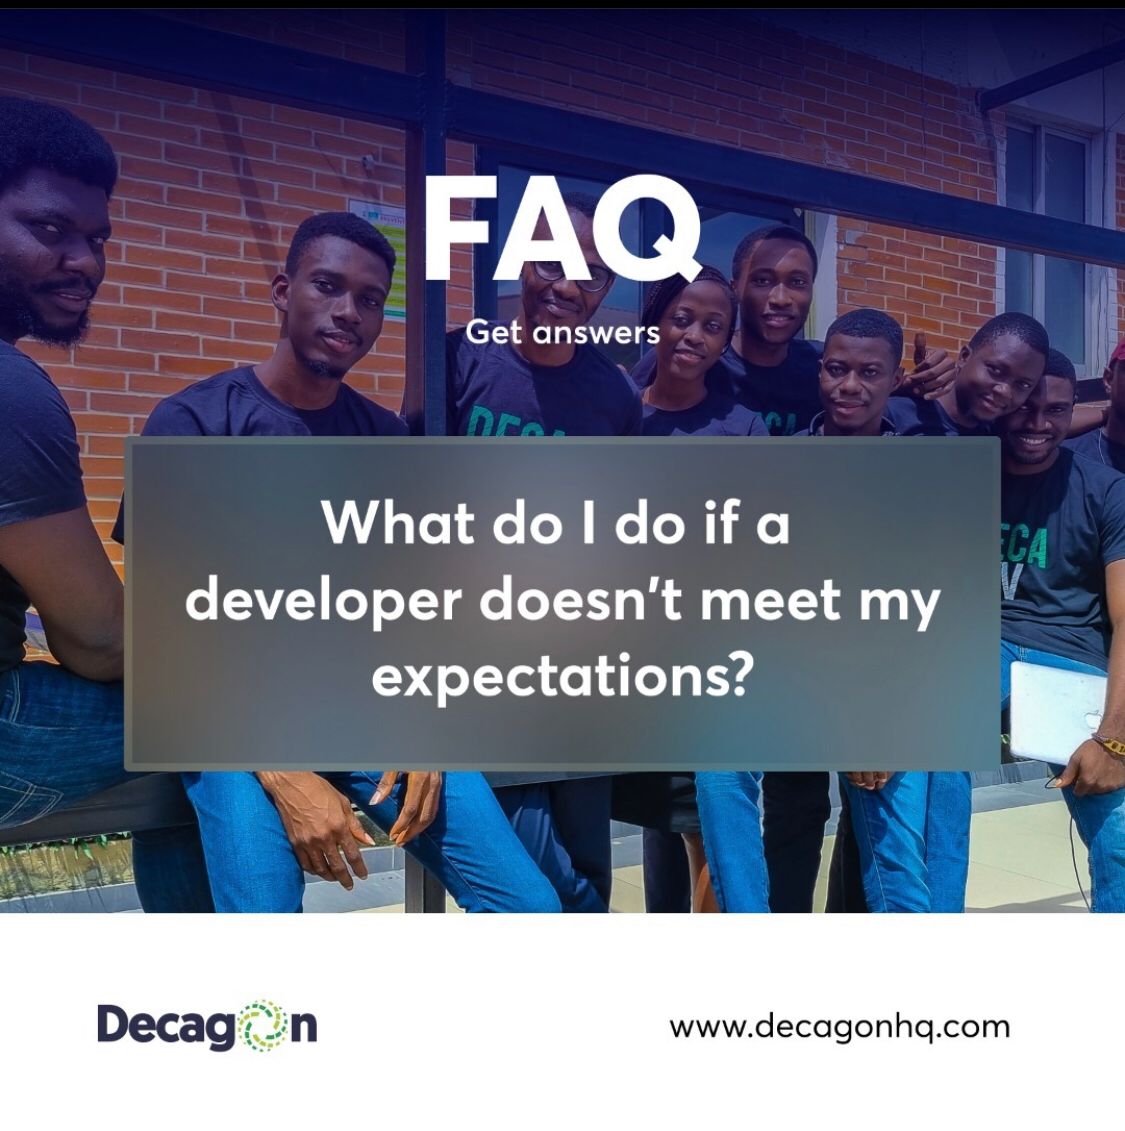 FAQ
Get answers
What do I do if a
developer doesn't meet my
expectations?
Decagon
www.decagonhq.com